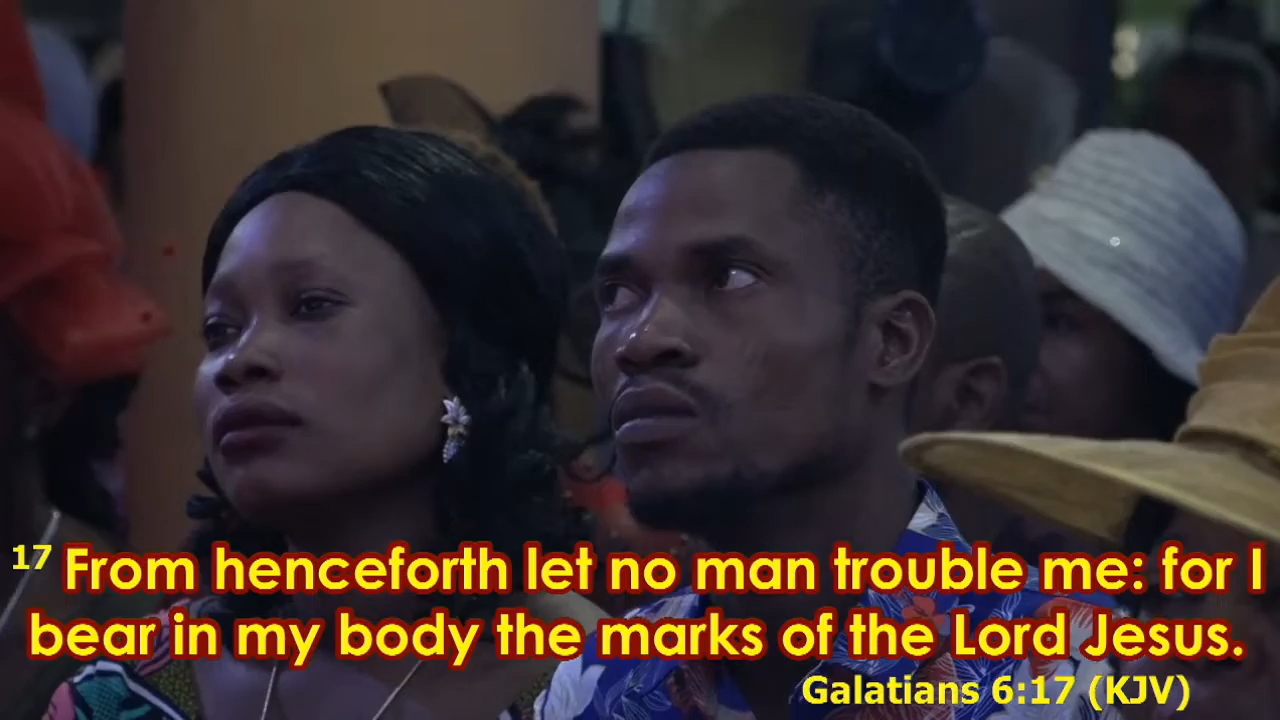 17 From henceforth let no man trouble me: for I
bear in my body the marks of the Lord Jesus.
Galatians 6:17 (KJV)